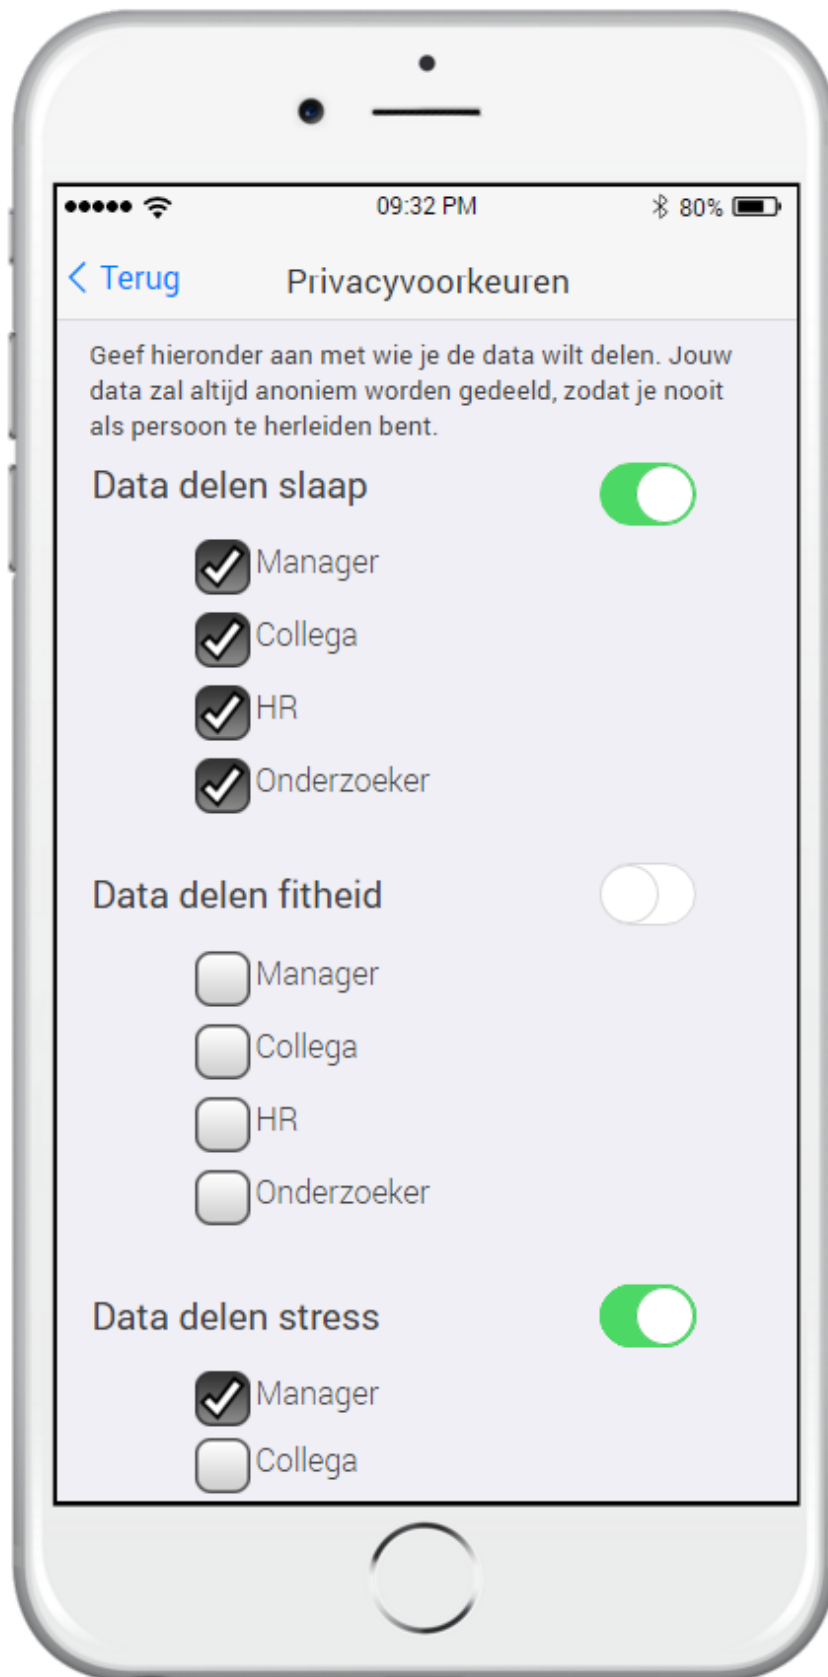 09:32 PM 80%
Terug Privacyvoorkeuren
Geef hieronder aan met wie je de data wilt delen. Jouw
data zal altijd anoniem worden gedeeld, zodat je nooit
als persoon te herleiden bent.
Data delen slaap
Manager
Collega
HR
Onderzoeker
Data delen fitheid
Manager
Collega
HR
Onderzoeker
Data delen stress
Manager
Collega